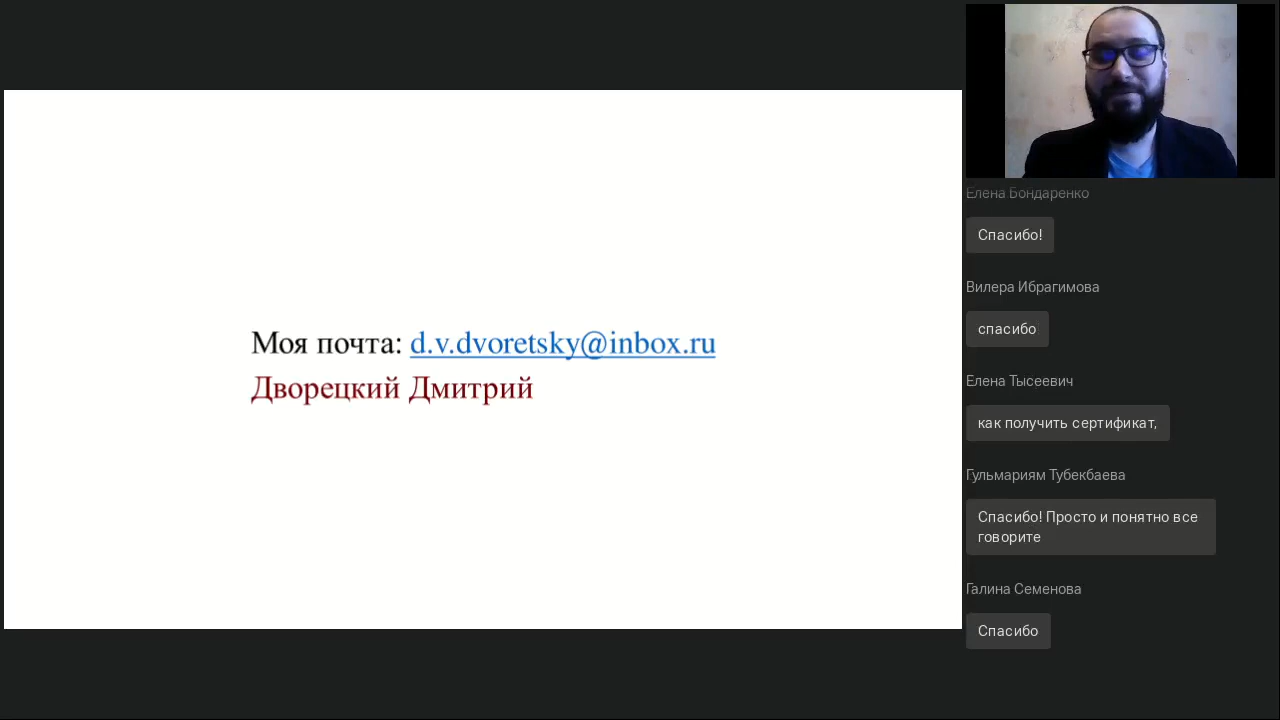 Моя почта: d.v.dvoretsky@inbox.ru
Дворецкий Дмитрий
Елена Бондаренко
Спасибо!
Вилера Ибрагимова
спасибо
Елена Тысеевич
как получить сертификат,
Гульмариям Тубекбаева
Спасибо! Просто и понятно все
говорите
Галина Семенова
Спасибо